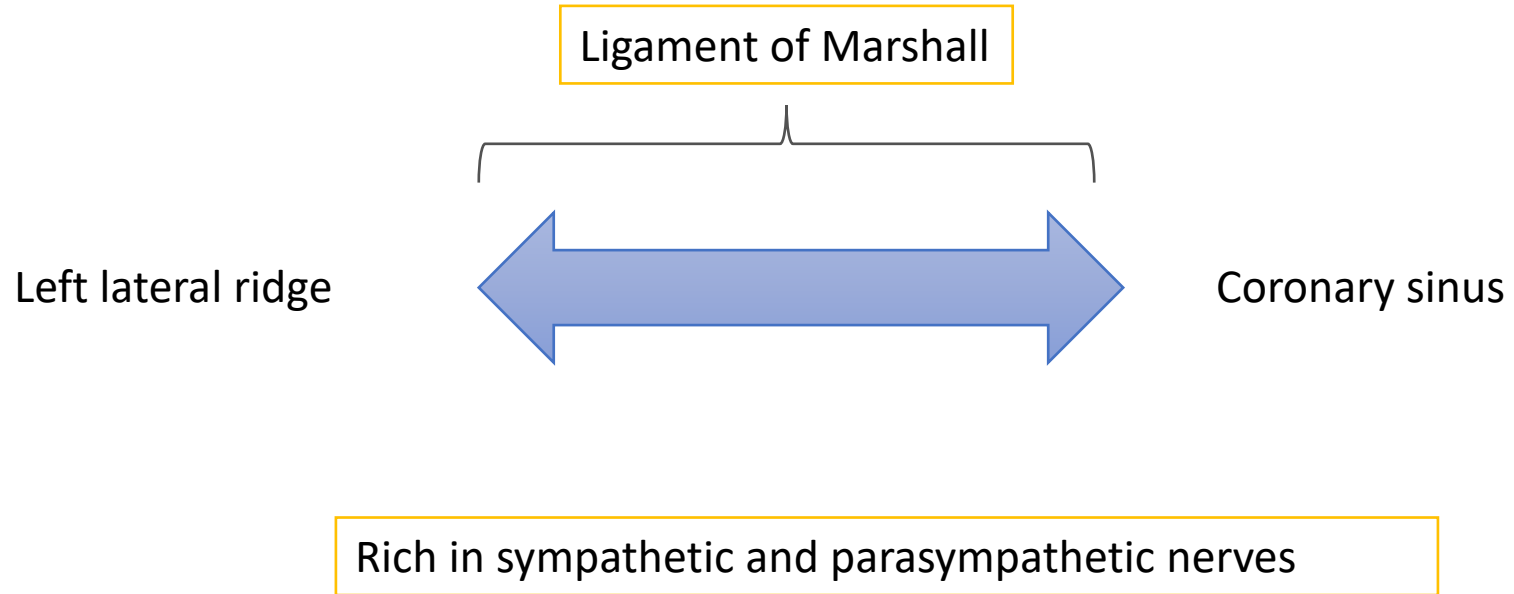 Ligament of Marshall
Left lateral ridge
Coronary sinus
Rich in sympathetic and parasympathetic nerves